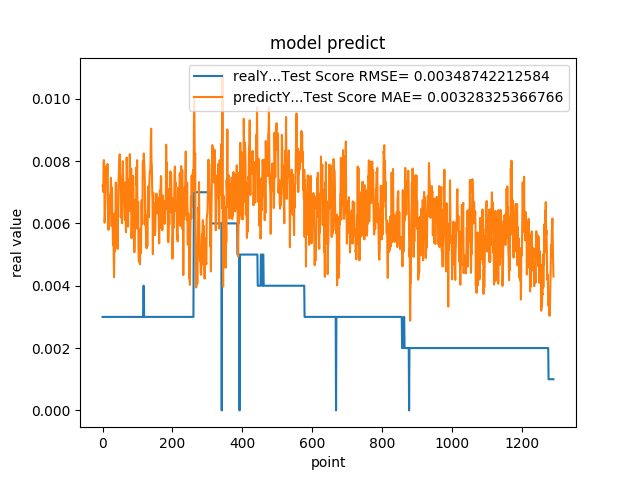 model predict
realY...Test Score RMSE= 0.00348742212584
predictY...Test Score MAE= 0.00328325366766
real value
0.010
0.008
0.006
0.004
0.002
0.000
0 200 400 600 800 1000 1200
point